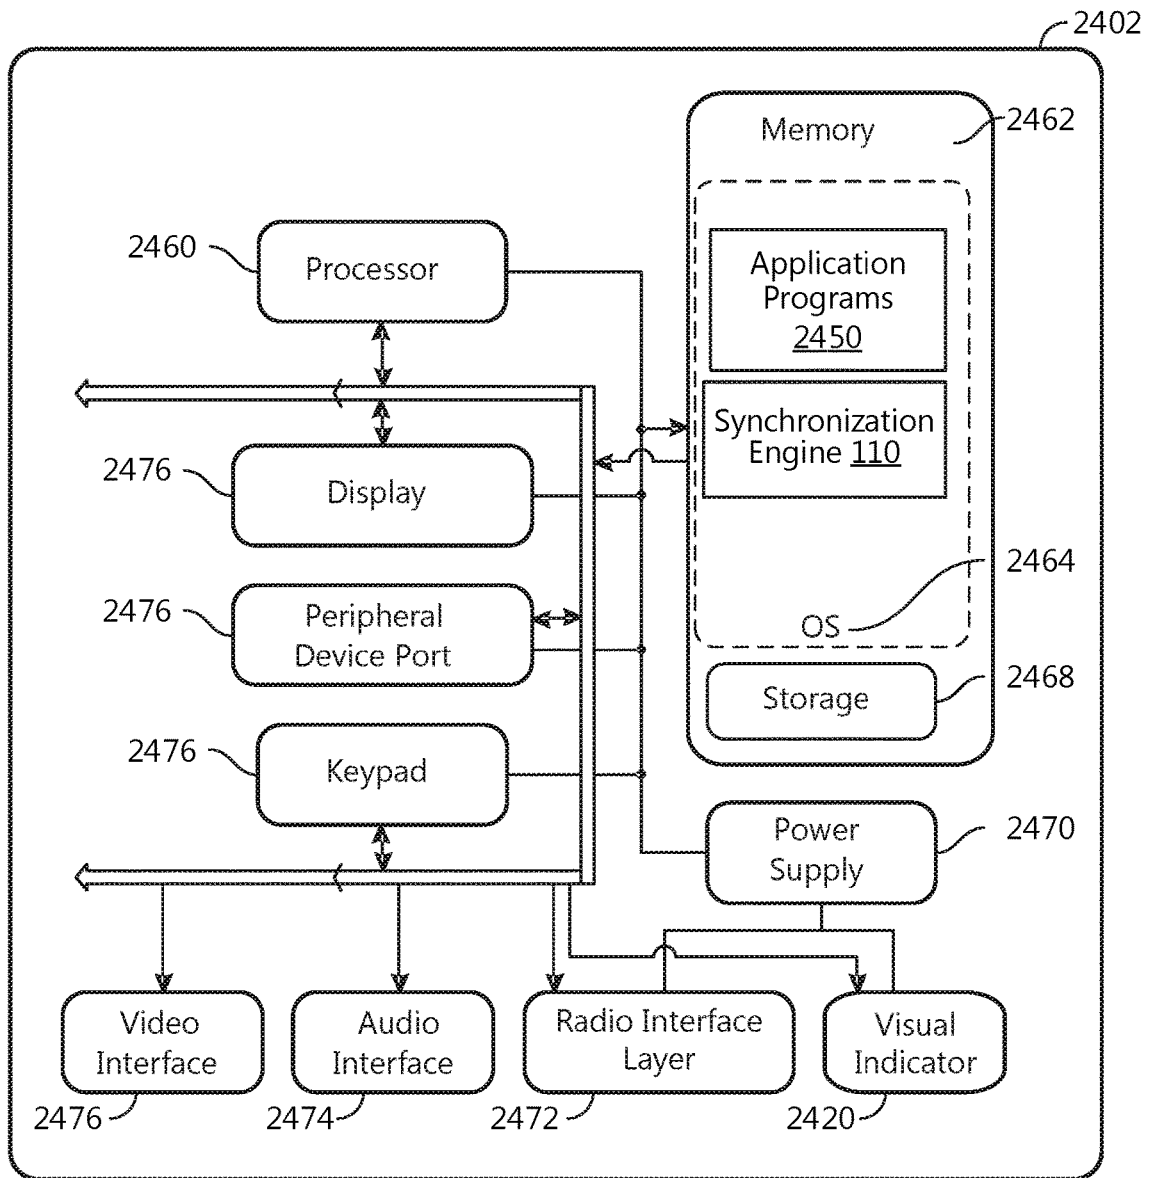 2402
Memory
2462
2460
Processor
Application
Programs
2450
Synchronization
Engine 110
2476
Display
2476
Peripheral
Device Port
2464
OS
2468
Storage
2476
Keypad
Power
Supply
2470
Video
Interface
Audio
Interface
Radio Interface
Layer
Visual
Indicator
2476
2474
2472
2420